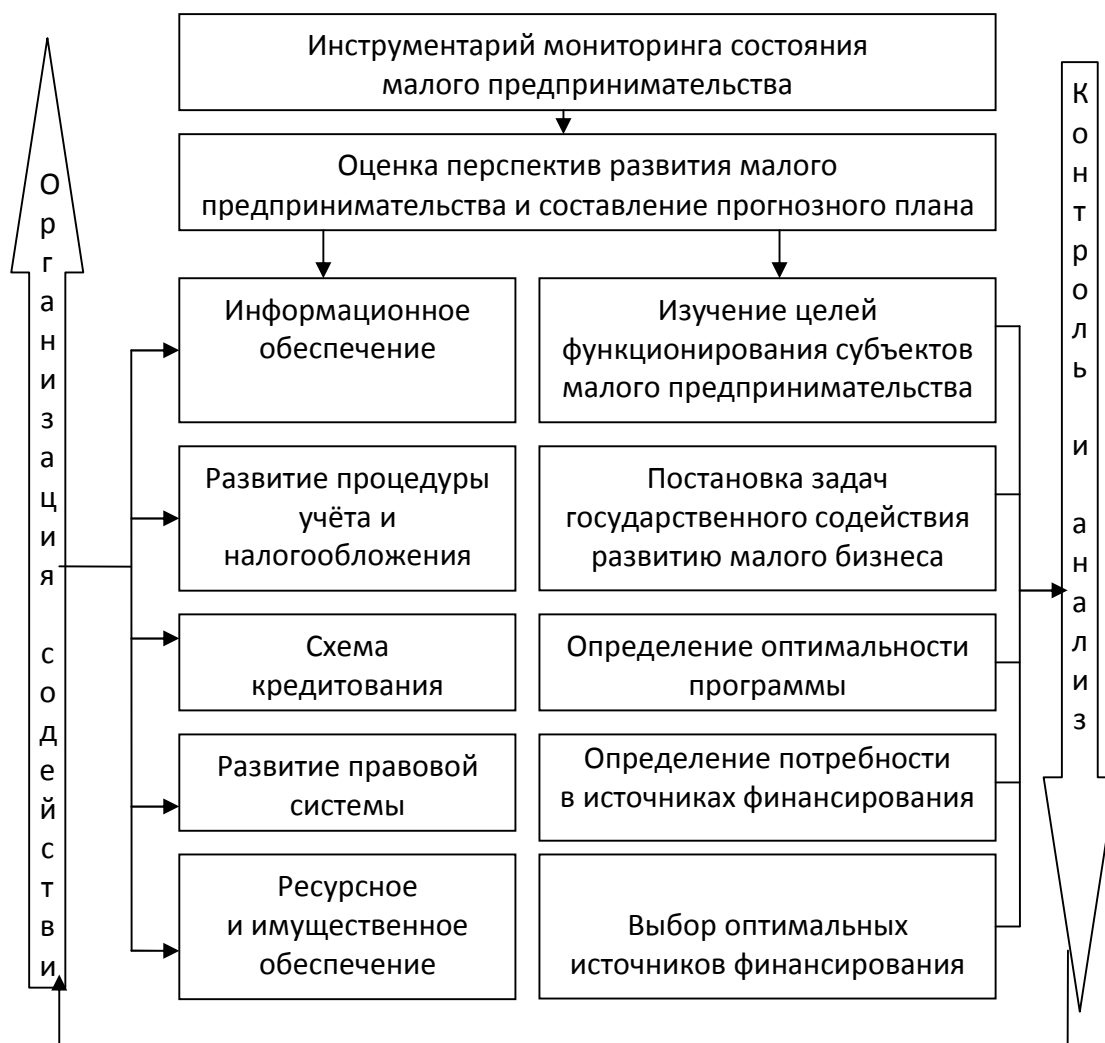 Инструментарий мониторинга состояния
малого предпринимательства
Оценка перспектив развития малого
предпринимательства и составление прогнозного плана
Организация содействи
Информационное
обеспечение
Развитие процедуры
учёта и
налогообложения
Схема
кредитования
Развитие правовой
системы
Ресурсное
и имущественное
обеспечение
Изучение целей
функционирования субъектов
малого предпринимательства
Постановка задач
государственного содействия
развитию малого бизнеса
Определение оптимальности
программы
Определение потребности
в источниках финансирования
Выбор оптимальных
источников финансирования
Контроль и анализ